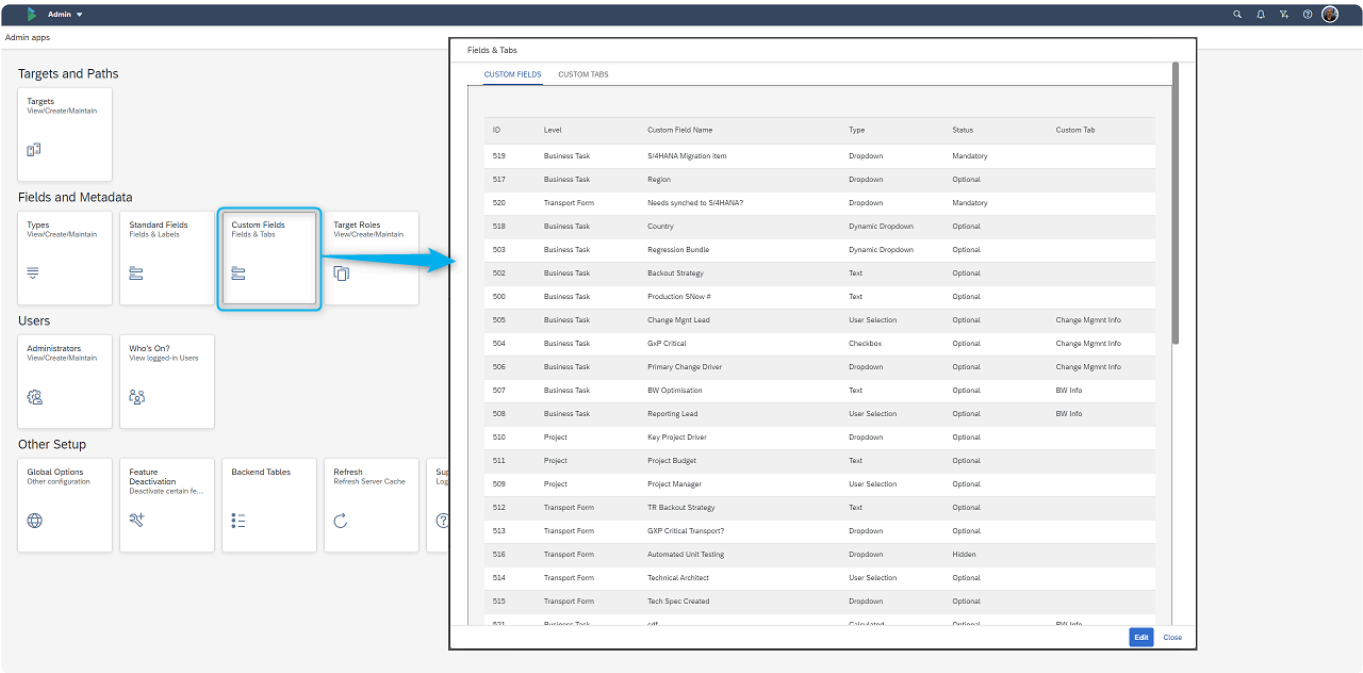 Admin
Admin apps
Targets and Paths
Targets
View/Create/Maintain
Fields and Metadata
Types
View/Create/Maintain
Standard Fields
Fields & Labels
Custom Fields
Fields & Tabs
Target Roles
View/Create/Maintain
Users
Administrators
View/Create/Maintain
Who's On?
View logged-in Users
Other Setup
Global Options
Other configuration
Feature
Deactivation
Deactivate certain fe...
Backend Tables
Refresh
Refresh Server Cache
Fields & Tabs
CUSTOM FIELDS CUSTOM TABS
ID Level Custom Field Name Type Status Custom Tab
519 Business Task S/4HANA Migration item Dropdown Mandatory
517 Business Task Region Dropdown Optional
520 Transport Form Needs synched to S/4HANA? Dropdown Mandatory
518 Business Task Country Dynamic Dropdown Optional
503 Business Task Regression Bundle Dynamic Dropdown Optional
502 Business Task Backout Strategy Text Optional
500 Business Task Production SNow # Text Optional
505 Business Task Change Mgnt Lead User Selection Optional Change Mgmnt Info
504 Business Task GxP Critical Checkbox Optional Change Mgmnt Info
506 Business Task Primary Change Driver Dropdown Optional Change Mgmnt Info
507 Business Task BW Optimisation Text Optional BW Info
508 Business Task Reporting Lead User Selection Optional BW Info
510 Project Key Project Driver Dropdown Optional
511 Project Project Budget Text Optional
509 Project Project Manager User Selection Optional
512 Transport Form TR Backout Strategy Text Optional
513 Transport Form GXP Critical Transport? Dropdown Optional
516 Transport Form Automated Unit Testing Dropdown Hidden
514 Transport Form Technical Architect User Selection Optional
515 Transport Form Tech Spec Created Dropdown Optional
521 Business Task Calculated Optional BW Info
Edit Close